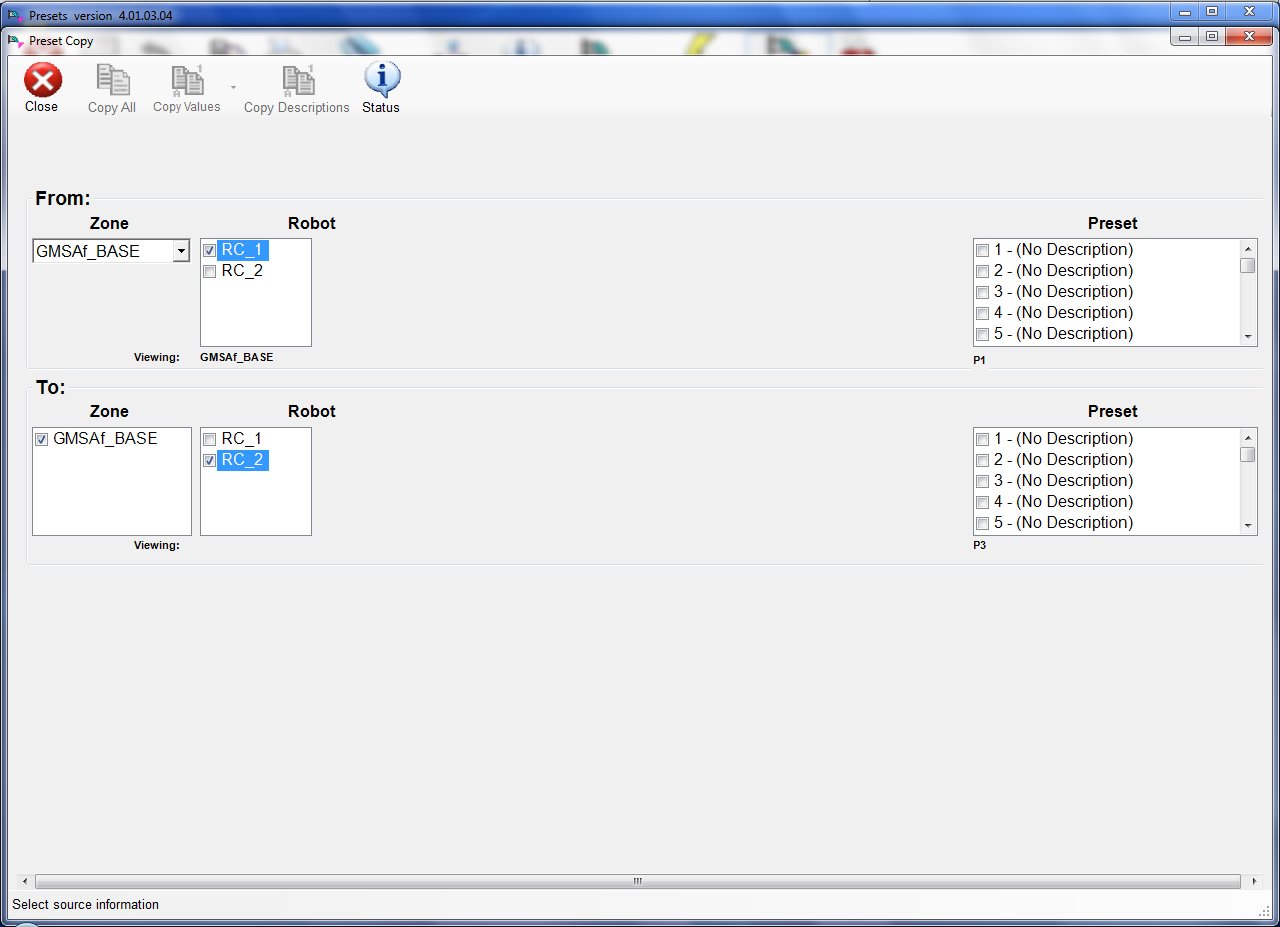 Presets version 4.01.03.04
Preset Copy
Close
Copy All
Copy Values
Copy Descriptions
Status
From:
Zone
Robot
Preset
GMSAf_BASE
RC_1
RC_2
1 - (No Description)
2 - (No Description)
3 - (No Description)
4 - (No Description)
5 - (No Description)
Viewing:
GMSAf_BASE
P1
To:
Zone
Robot
Preset
GMSAf_BASE
RC_1
RC_2
1 - (No Description)
2 - (No Description)
3 - (No Description)
4 - (No Description)
5 - (No Description)
Viewing:
P3
Select source information